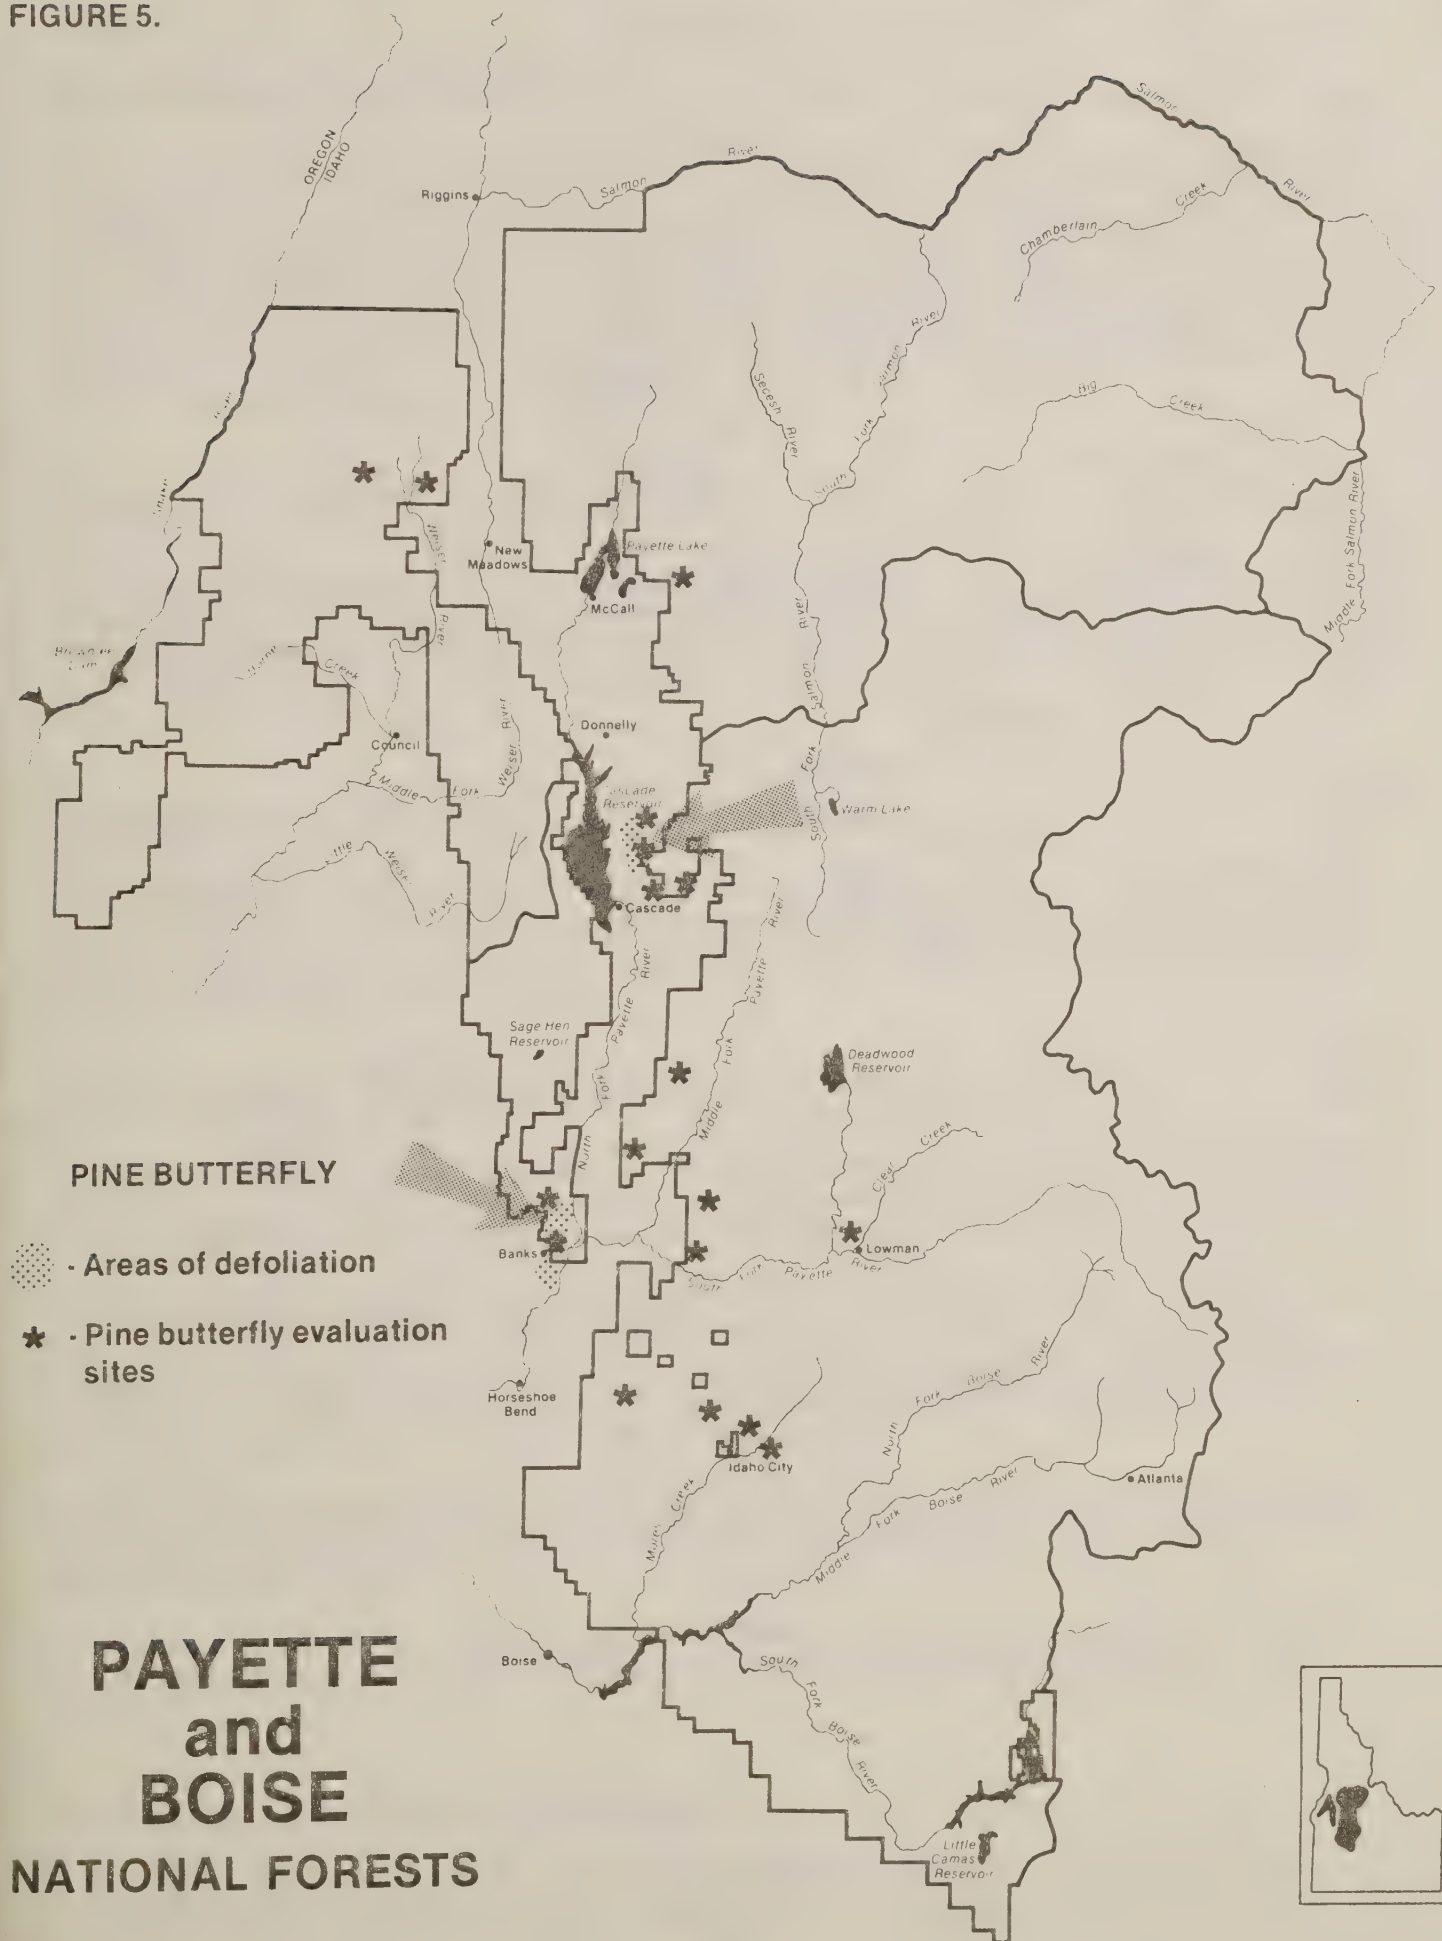 FIGURE 5.
OREGON
IDAHO
Riggins
Salmon
River
Salmon
River
Chamberlain
Creek
Big
Creek
Secesh
River
South
Fork
Salmon
River
Middle Fork Salmon River
River
Snake
Weiser
River
New
Meadows
Payette Lake
McCall
Creek
Council
Donnelly
Cascade
Reservoir
Middle
Fork
Weiser
River
Little
Weiser
River
River
Salmon
Fork
South
Warm Lake
Cascade
North
Fork
Payette
River
Middle
Fork
Payette
River
Sage Hen
Reservoir
Deadwood
Reservoir
Clear
Creek
PINE BUTTERFLY
- Areas of defoliation
* - Pine butterfly evaluation
sites
Banks
Lowman
South
Fork
Payette
River
Horseshoe
Bend
Idaho City
Mores
Creek
North
Fork
Boise
River
Middle
Fork
Boise
River
Atlanta
Boise
South
Fork
Boise
River
Little
Camas
Reservoir
PAYETTE
and
BOISE
NATIONAL FORESTS